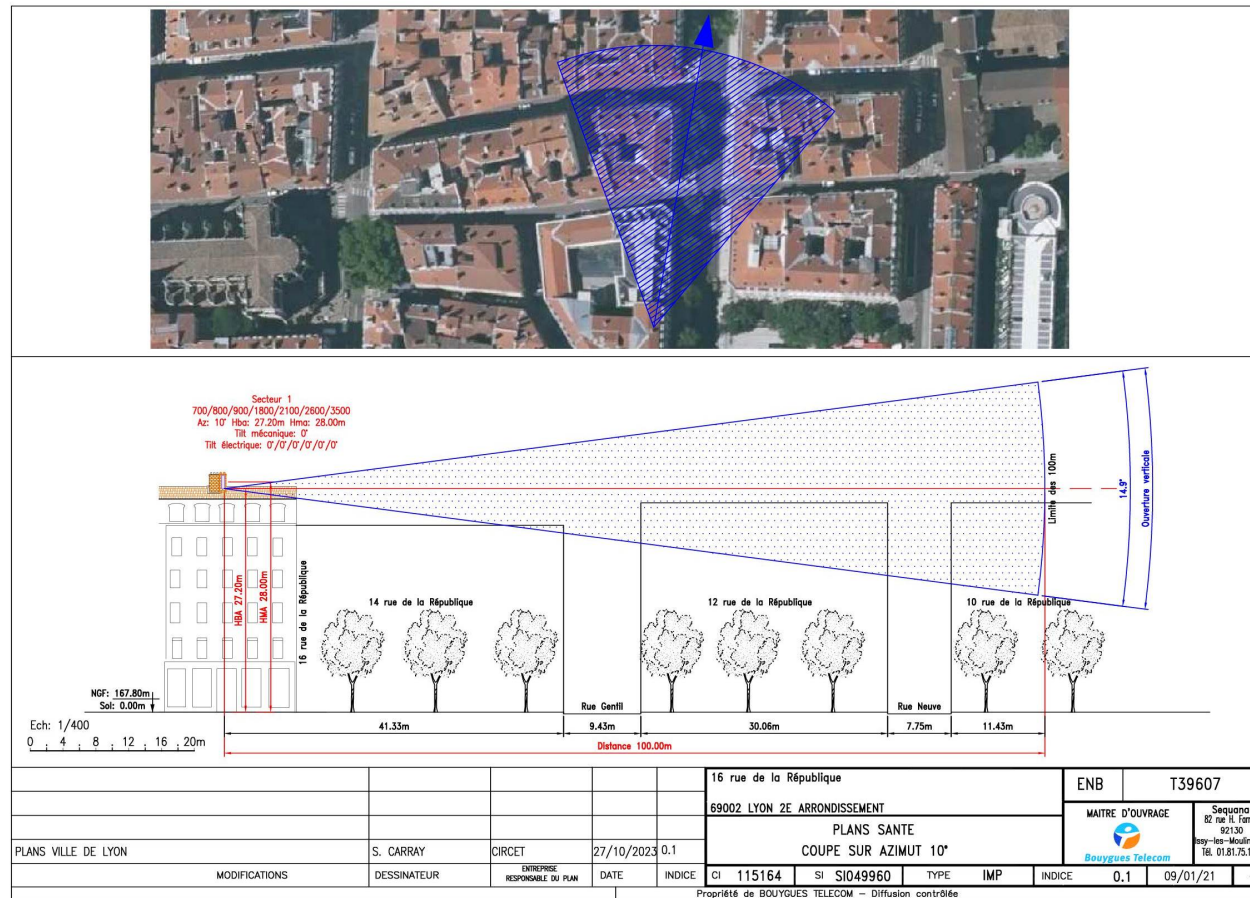 Secteur 1
700/800/900/1800/2100/2600/3500
Az: 10° Hba: 27.20m Hma: 28.00m
Tilt mécanique: 0°
Tilt électrique: 0°/0°/0°/0°/0°/0°
Limite des 100m
14.9°
Ouverture verticale
HBA 27.20m
HMA 28.00m
16 rue de la République
14 rue de la République
12 rue de la République
10 rue de la République
NGF: 167.80m
Sol: 0.00m
Rue Gentil
Rue Neuve
Ech: 1/400
0 4 8 12 16 20m
41.33m
9.43m
30.06m
7.75m
11.43m
Distance 100.00m
16 rue de la République
69002 LYON 2E ARRONDISSEMENT
ENB T39607
PLANS SANTE
COUPE SUR AZIMUT 10°
MAITRE D'OUVRAGE
Bouygues Telecom
Sequana
82 rue H. Farm
92130
Issy-les-Moulin
Tél. 01.81.75.1
PLANS VILLE DE LYON S. CARRAY CIRCET 27/10/2023 0.1
MODIFICATIONS DESSINATEUR ENTREPRISE RESPONSABLE DU PLAN DATE INDICE
CI 115164 SI SI049960 TYPE IMP INDICE 0.1 09/01/21
Propriété de BOUYGUES TELECOM – Diffusion contrôlée